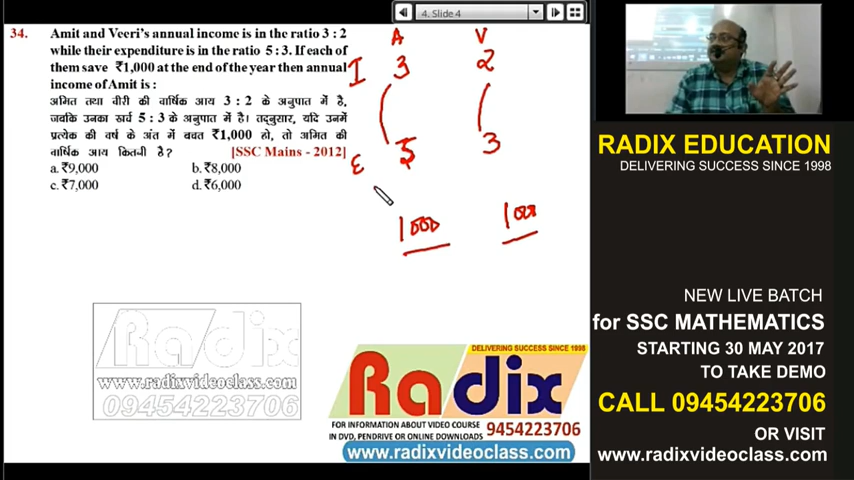 4. Slide 4
34. Amit and Veeri's annual income is in the ratio 3 : 2
while their expenditure is in the ratio 5 : 3. If each of
them save ₹1,000 at the end of the year then annual
income of Amit is :
अमित तथा वीरी की वार्षिक आय 3 : 2 के अनुपात में है,
जबकि उनका खर्च 5 : 3 के अनुपात में है। तद्नुसार, यदि उनमें
प्रत्येक की वर्ष के अंत में बचत ₹1,000 हो, तो अमित की
वार्षिक आय कितनी है? [SSC Mains - 2012]
a. ₹9,000 b. ₹8,000
c. ₹7,000 d. ₹6,000
A V
I 3 2
E 5 3
1000 1000
Radix
www.radixvideoclass.com
09454223706
DELIVERING SUCCESS SINCE 1998
Radix
FOR INFORMATION ABOUT VIDEO COURSE
IN DVD, PENDRIVE OR ONLINE DOWNLOADS
9454223706
www.radixvideoclass.com
RADIX EDUCATION
DELIVERING SUCCESS SINCE 1998
NEW LIVE BATCH
for SSC MATHEMATICS
STARTING 30 MAY 2017
TO TAKE DEMO
CALL 09454223706
OR VISIT
www.radixvideoclass.com